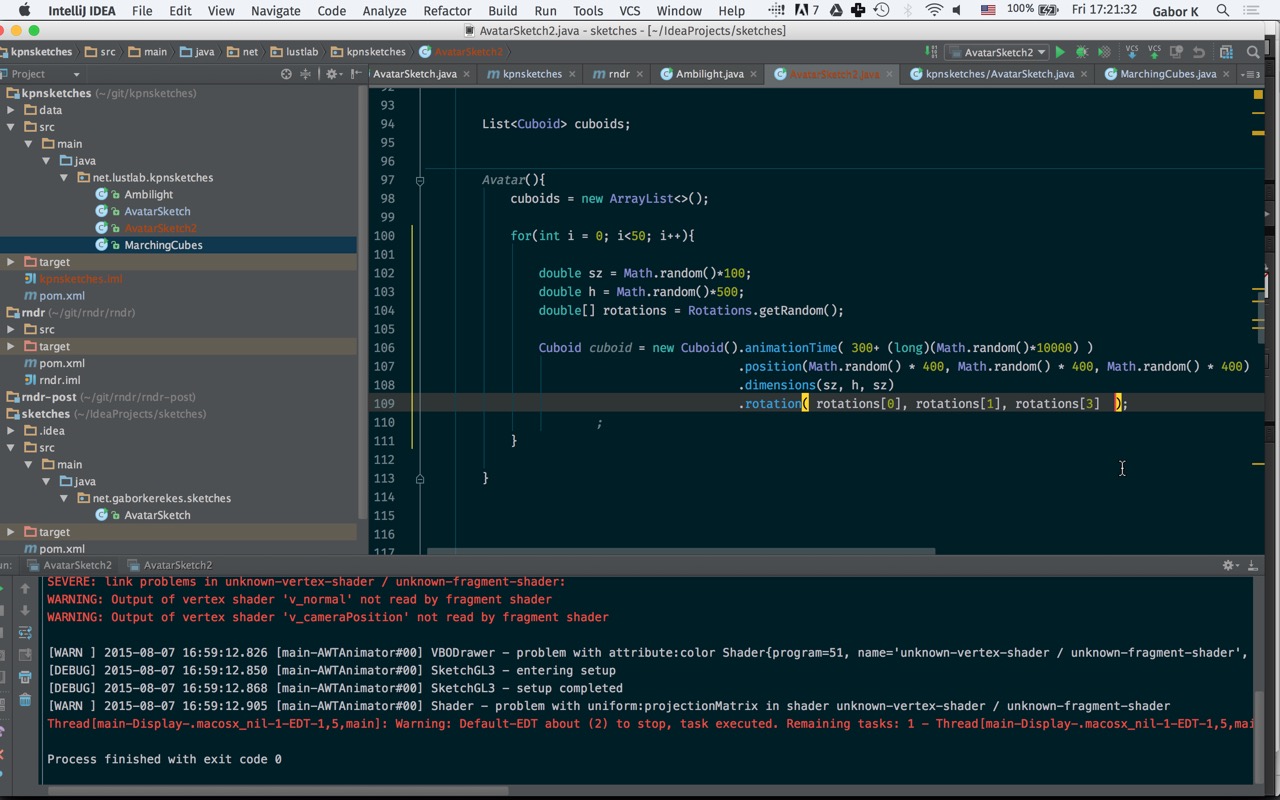 IntelliJ IDEA File Edit View Navigate Code Analyze Refactor Build Run Tools VCS Window Help 7 100% Fri 17:21:32 Gabor K
AvatarSketch2.java - sketches - [~/IdeaProjects/sketches]
kpnsketches src main java net lustlab kpnsketches AvatarSketch2 AvatarSketch2 VCS VCS
Project AvatarSketch.java kpnsketches rndr Ambilight.java AvatarSketch2.java kpnsketches/AvatarSketch.java MarchingCubes.java 3
kpnsketches (~/git/kpnsketches)
data
src
main
java
net.lustlab.kpnsketches
Ambilight
AvatarSketch
AvatarSketch2
MarchingCubes
target
kpnsketches.iml
pom.xml
rndr (~/git/rndr/rndr)
src
target
pom.xml
rndr.iml
rndr-post (~/git/rndr/rndr-post)
sketches (~/IdeaProjects/sketches)
.idea
src
main
java
net.gaborkerekes.sketches
AvatarSketch
target
pom.xml
92
93
94 List<Cuboid> cuboids;
95
96
97 Avatar(){
98 cuboids = new ArrayList<>();
99
100 for(int i = 0; i<50; i++){
101
102 double sz = Math.random()*100;
103 double h = Math.random()*500;
104 double[] rotations = Rotations.getRandom();
105
106 Cuboid cuboid = new Cuboid().animationTime( 300+ (long)(Math.random()*10000) )
107 .position(Math.random() * 400, Math.random() * 400, Math.random() * 400)
108 .dimensions(sz, h, sz)
109 .rotation( rotations[0], rotations[1], rotations[3] );
110 ;
111 }
112
113 }
114
115
116
117
un: AvatarSketch2 AvatarSketch2
SEVERE: link problems in unknown-vertex-shader / unknown-fragment-shader:
WARNING: Output of vertex shader 'v_normal' not read by fragment shader
WARNING: Output of vertex shader 'v_cameraPosition' not read by fragment shader
[WARN ] 2015-08-07 16:59:12.826 [main-AWTAnimator#00] VBODrawer - problem with attribute:color Shader{program=51, name='unknown-vertex-shader / unknown-fragment-shader',
[DEBUG] 2015-08-07 16:59:12.850 [main-AWTAnimator#00] SketchGL3 - entering setup
[DEBUG] 2015-08-07 16:59:12.868 [main-AWTAnimator#00] SketchGL3 - setup completed
[WARN ] 2015-08-07 16:59:12.905 [main-AWTAnimator#00] Shader - problem with uniform:projectionMatrix in shader unknown-vertex-shader / unknown-fragment-shader
Thread[main-Display-.macosx_nil-1-EDT-1,5,main]: Warning: Default-EDT about (2) to stop, task executed. Remaining tasks: 1 - Thread[main-Display-.macosx_nil-1-EDT-1,5,mai
Process finished with exit code 0